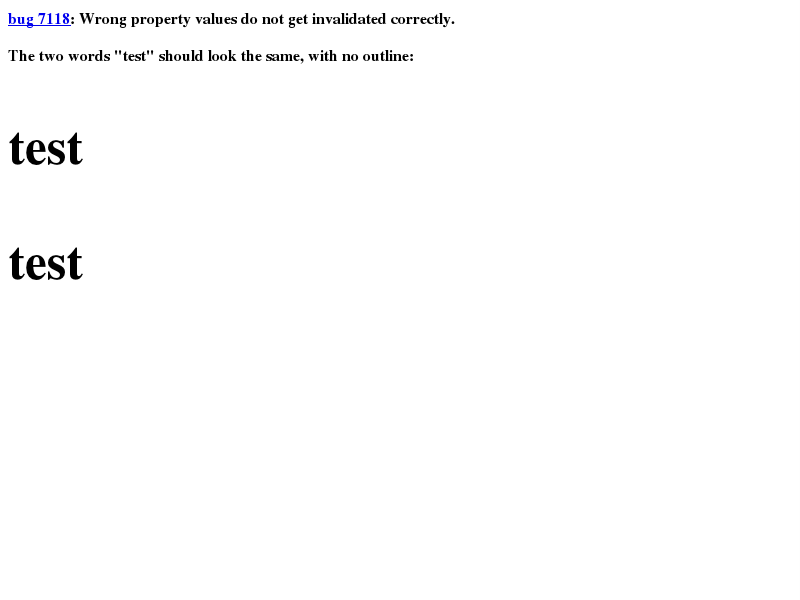 bug 7118: Wrong property values do not get invalidated correctly.
The two words "test" should look the same, with no outline:
test
test